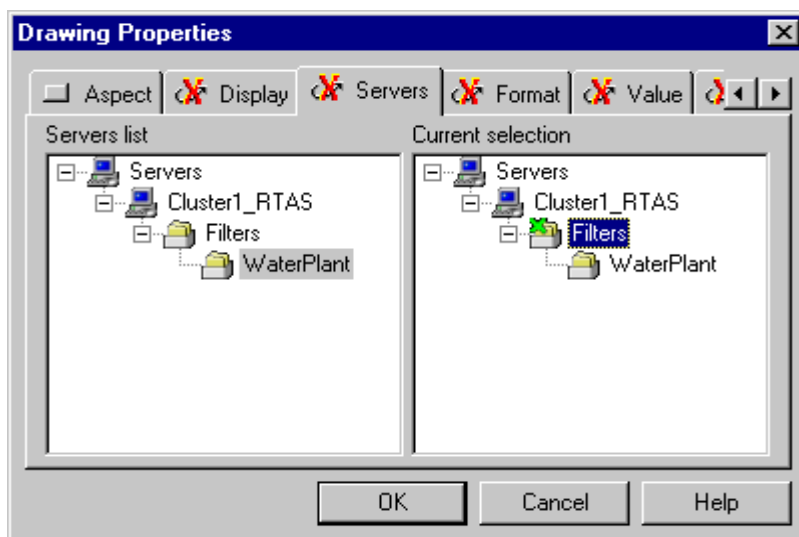 Drawing Properties
Aspect Display Servers Format Value
Servers list Current selection
Servers Servers
Cluster1_RTAS Cluster1_RTAS
Filters Filters
WaterPlant WaterPlant
OK Cancel Help